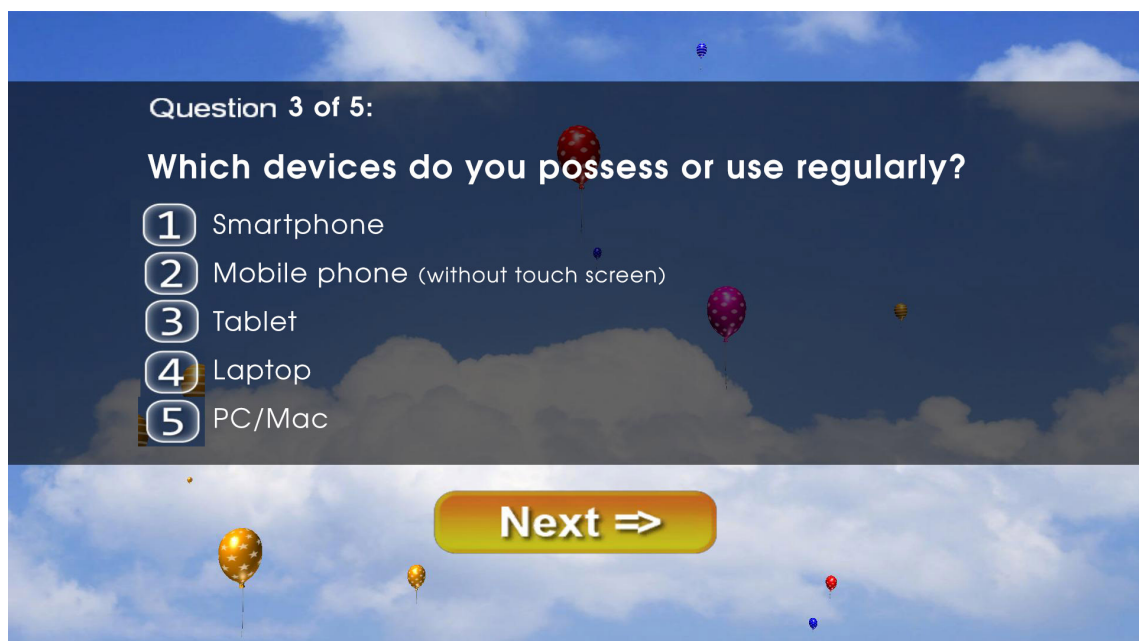 Question 3 of 5:
Which devices do you possess or use regularly?
1 Smartphone
2 Mobile phone (without touch screen)
3 Tablet
4 Laptop
5 PC/Mac
Next =>